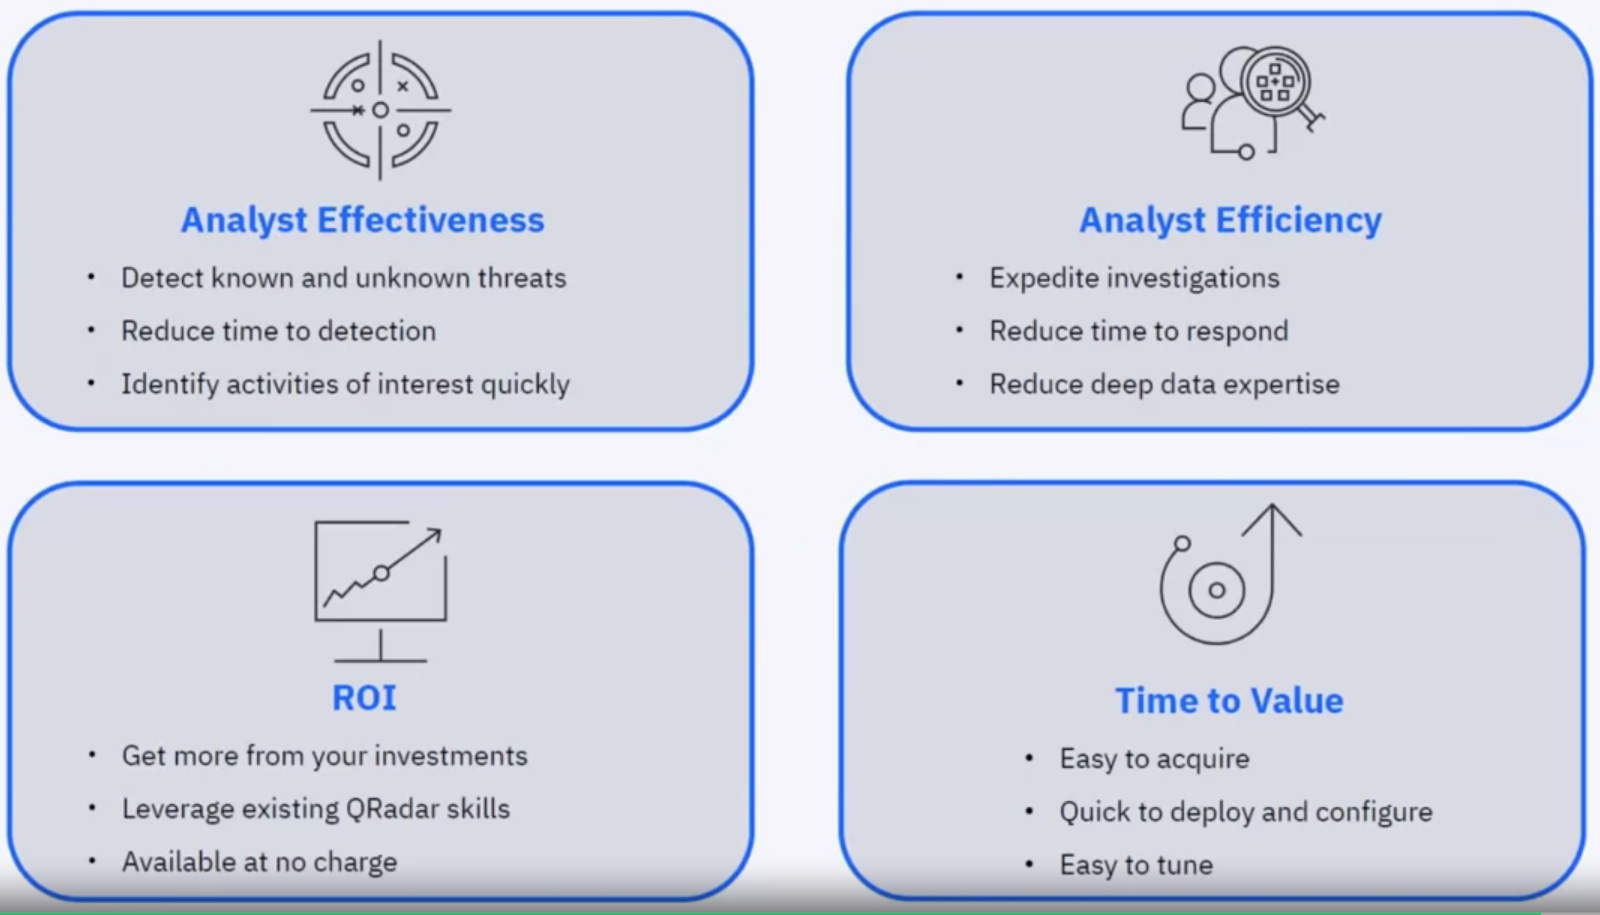 Analyst Effectiveness
• Detect known and unknown threats
• Reduce time to detection
• Identify activities of interest quickly
Analyst Efficiency
• Expedite investigations
• Reduce time to respond
• Reduce deep data expertise
ROI
• Get more from your investments
• Leverage existing QRadar skills
• Available at no charge
Time to Value
• Easy to acquire
• Quick to deploy and configure
• Easy to tune